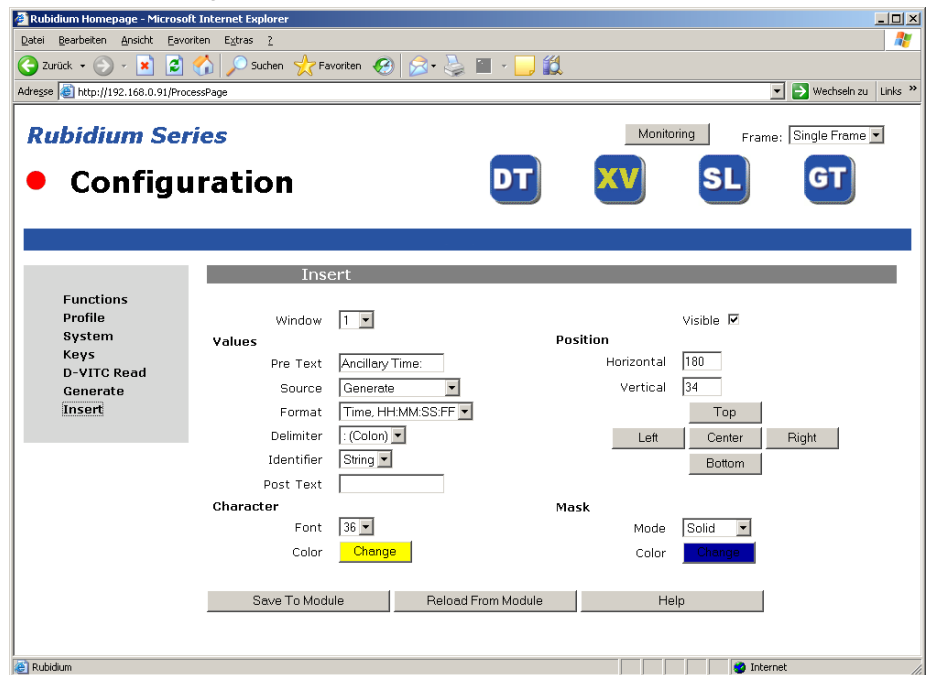 Rubidium Homepage - Microsoft Internet Explorer
Datei Bearbeiten Ansicht Favoriten Extras ?
Zurück Suchen Favoriten
Adresse http://192.168.0.91/ProcessPage Wechseln zu Links »
Rubidium Series Monitoring Frame: Single Frame
Configuration DT XV SL GT
Insert
Functions
Profile
System
Keys
D-VITC Read
Generate
Insert
Window 1 Visible
Values Position
Pre Text Ancillary Time: Horizontal 180
Source Generate Vertical 34
Format Time, HH:MM:SS:FF Top
Delimiter : (Colon) Left Center Right
Identifier String Bottom
Post Text
Character Mask
Font 36 Mode Solid
Color Change Color Change
Save To Module Reload From Module Help
Rubidium Internet